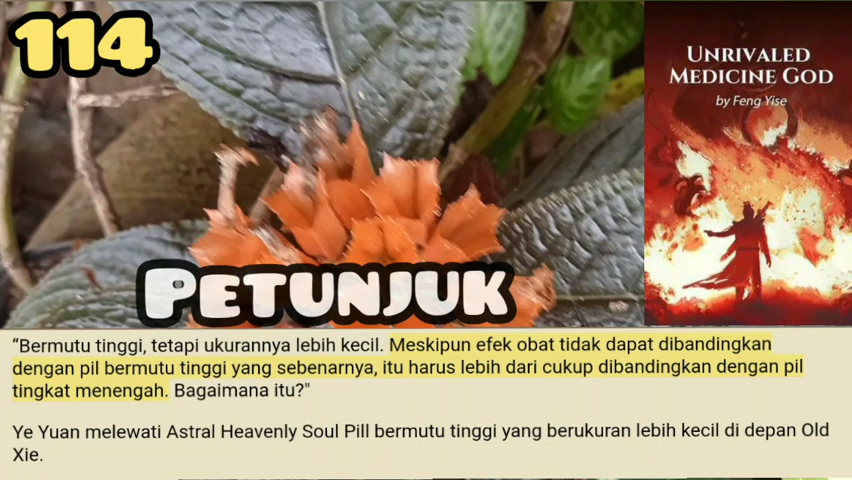 114
UNRIVALED
MEDICINE GOD
by Feng Yise
PETUNJUK
“Bermutu tinggi, tetapi ukurannya lebih kecil. Meskipun efek obat tidak dapat dibandingkan
dengan pil bermutu tinggi yang sebenarnya, itu harus lebih dari cukup dibandingkan dengan pil
tingkat menengah. Bagaimana itu?"
Ye Yuan melewati Astral Heavenly Soul Pill bermutu tinggi yang berukuran lebih kecil di depan Old
Xie.